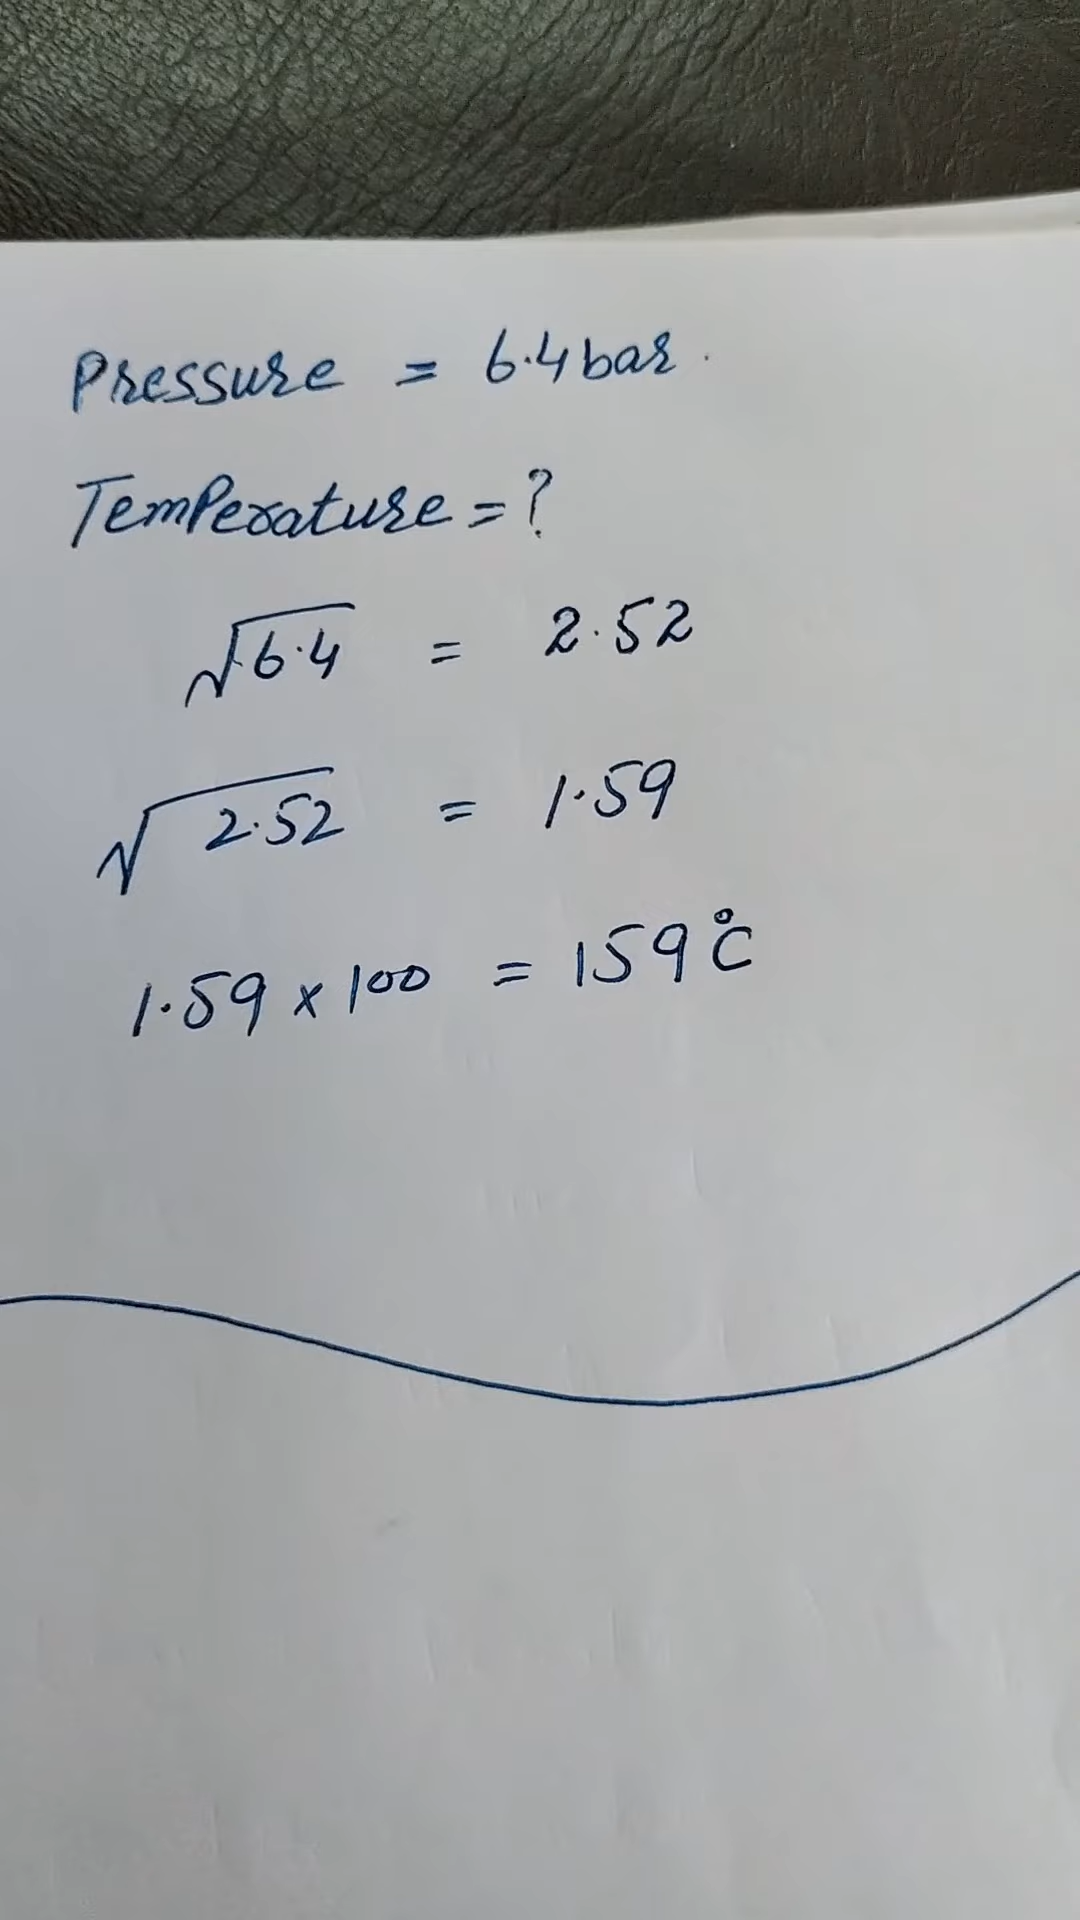 Pressure = 6.4 bar.
Temperature = ?
√6.4 = 2.52
√2.52 = 1.59
1.59 x 100 = 159°C